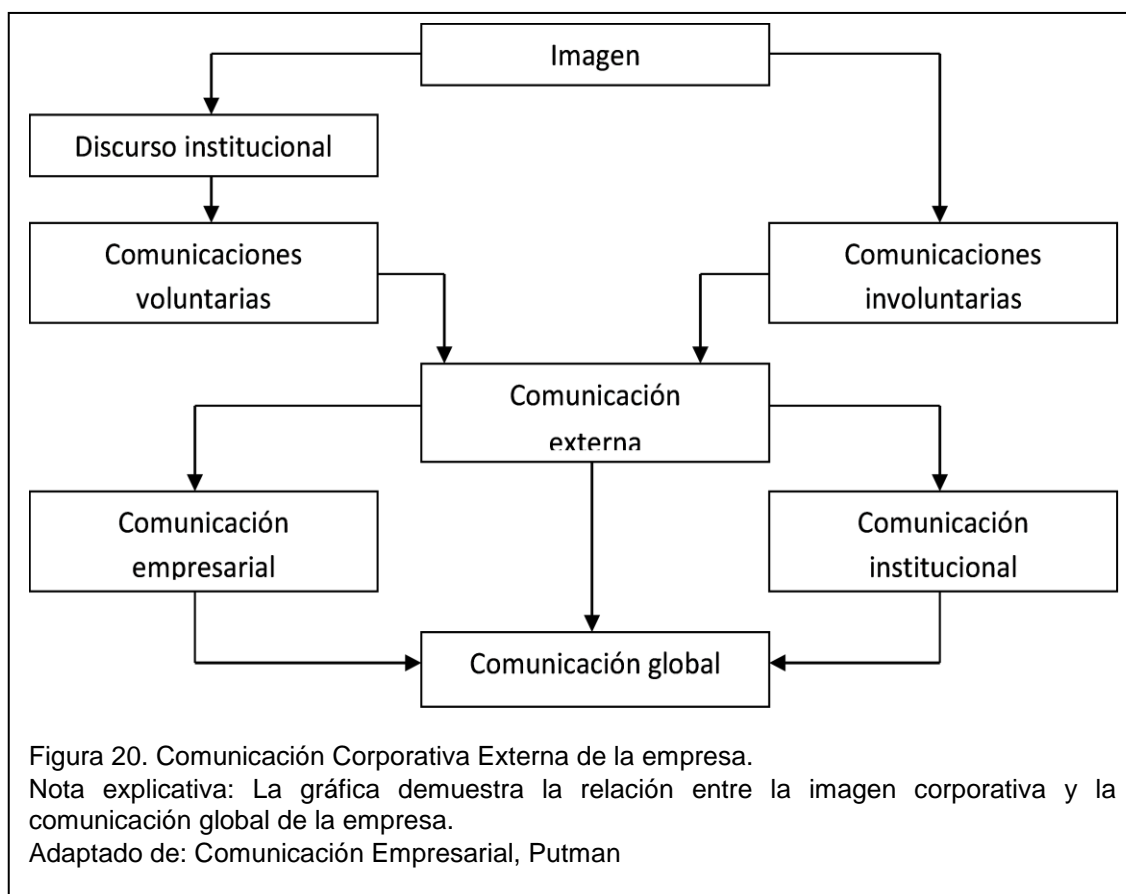 Imagen
Discurso institucional
Comunicaciones
voluntarias
Comunicaciones
involuntarias
Comunicación
externa
Comunicación
empresarial
Comunicación
institucional
Comunicación global
Figura 20. Comunicación Corporativa Externa de la empresa.
Nota explicativa: La gráfica demuestra la relación entre la imagen corporativa y la
comunicación global de la empresa.
Adaptado de: Comunicación Empresarial, Putman